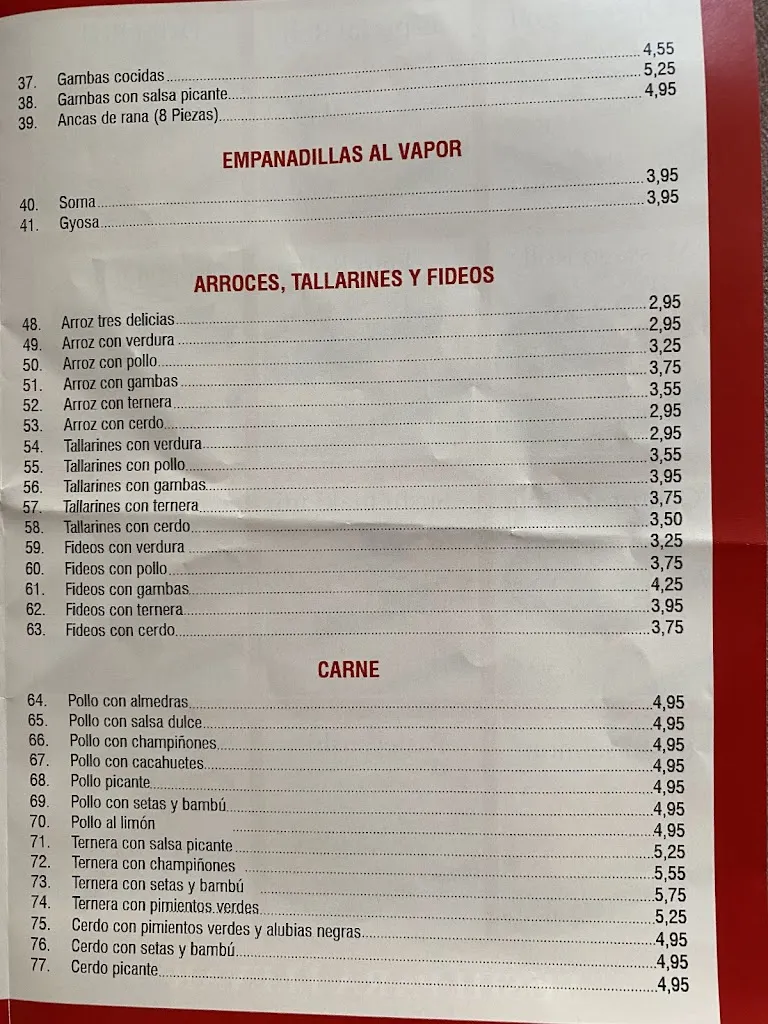 37. Gambas cocidas 4,55
38. Gambas con salsa picante 5,25
39. Ancas de rana (8 Piezas) 4,95
EMPANADILLAS AL VAPOR
40. Soma 3,95
41. Gyosa 3,95
ARROCES, TALLARINES Y FIDEOS
48. Arroz tres delicias 2,95
49. Arroz con verdura 2,95
50. Arroz con pollo 3,25
51. Arroz con gambas 3,75
52. Arroz con ternera 3,55
53. Arroz con cerdo 2,95
54. Tallarines con verdura 2,95
55. Tallarines con pollo 3,55
56. Tallarines con gambas 3,95
57. Tallarines con ternera 3,75
58. Tallarines con cerdo 3,50
59. Fideos con verdura 3,25
60. Fideos con pollo 3,75
61. Fideos con gambas 4,25
62. Fideos con ternera 3,95
63. Fideos con cerdo 3,75
CARNE
64. Pollo con almedras 4,95
65. Pollo con salsa dulce 4,95
66. Pollo con champiñones 4,95
67. Pollo con cacahuetes 4,95
68. Pollo picante 4,95
69. Pollo con setas y bambú 4,95
70. Pollo al limón 4,95
71. Ternera con salsa picante 5,25
72. Ternera con champiñones 5,55
73. Ternera con setas y bambú 5,75
74. Ternera con pimientos verdes 5,25
75. Cerdo con pimientos verdes y alubias negras 4,95
76. Cerdo con setas y bambú 4,95
77. Cerdo picante 4,95